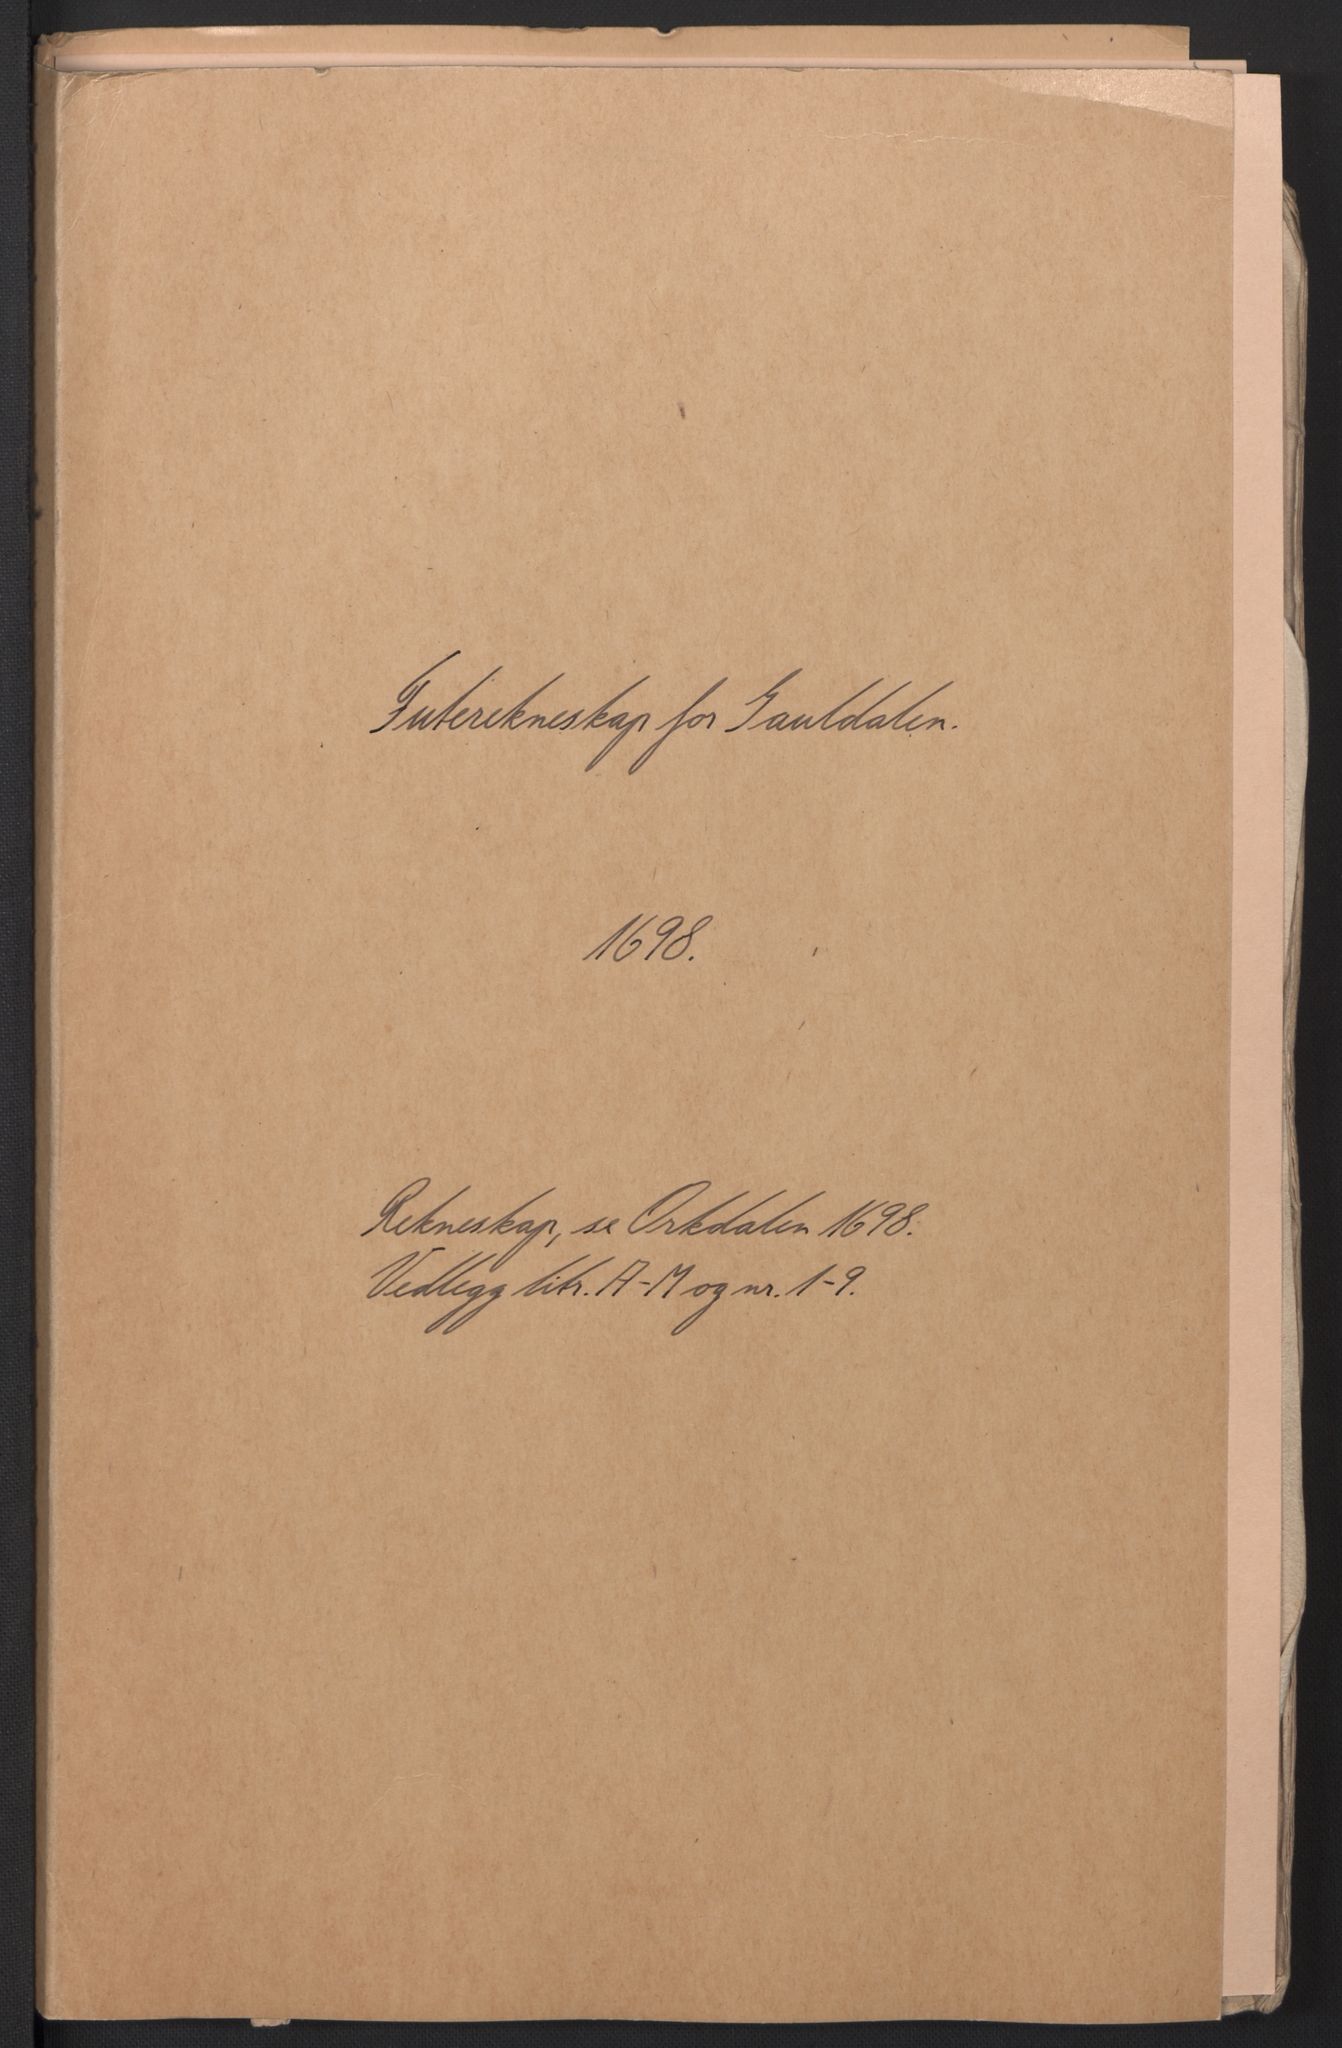 Futerekneskap for Gauldalen.
1698.
Rekneskap, se Orkdalen 1698.
Vedlegg litr. A-M og nr. 1-9.